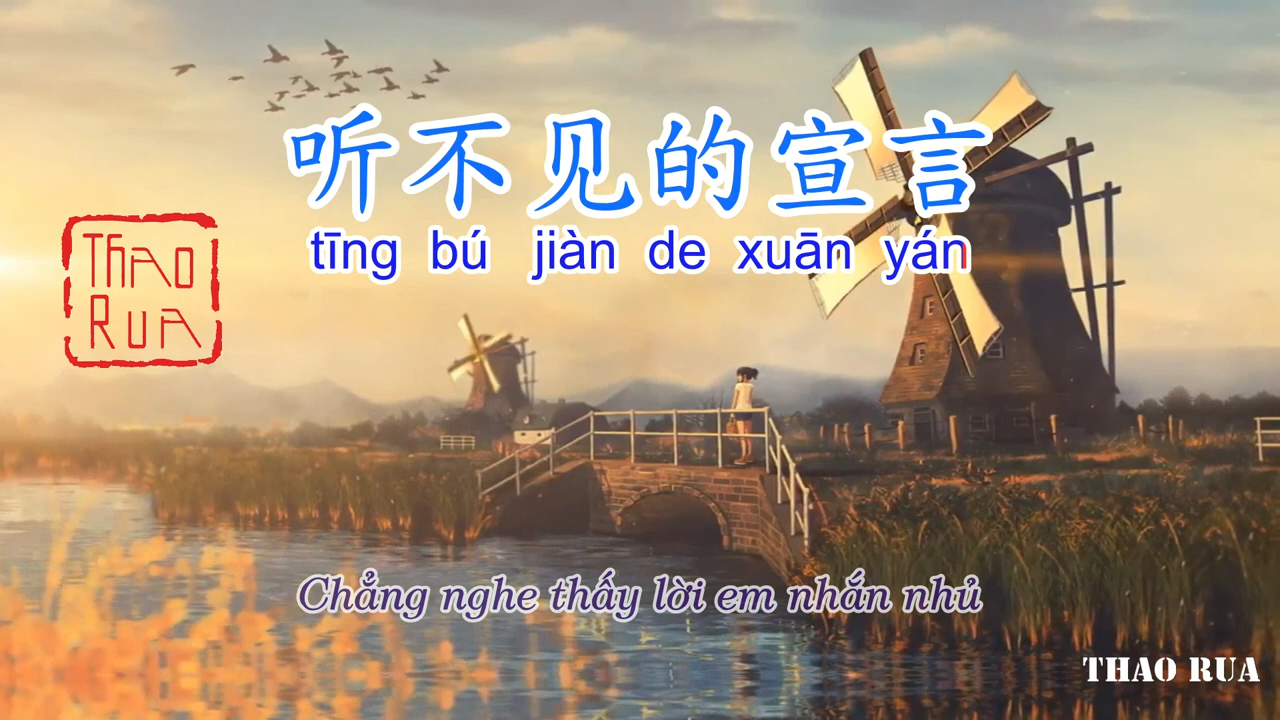 听不见的宣言
tīng bú jiàn de xuān yán
THAO
RUA
Chẳng nghe thấy lời em nhắn nhủ
THAO RUA